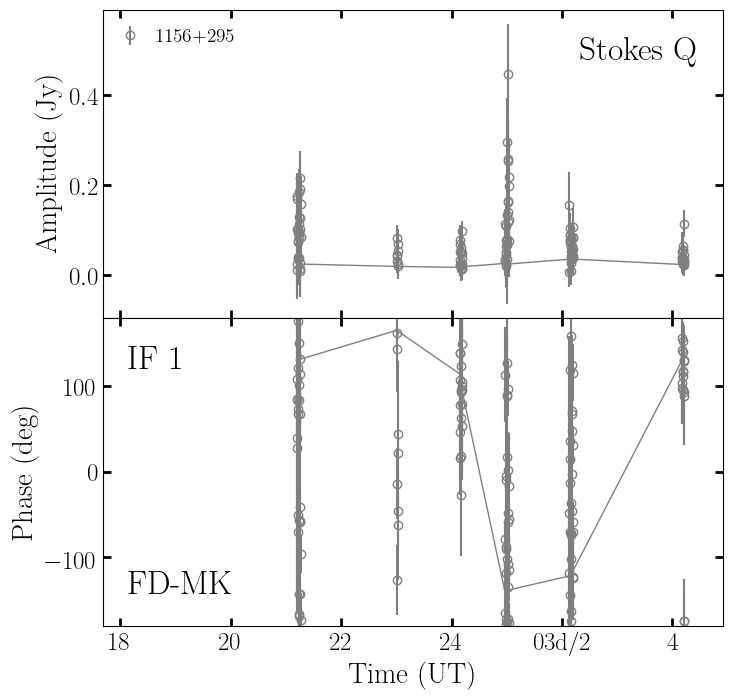 1156+295
Stokes Q
Amplitude (Jy)
0.4
0.2
0.0
IF 1
Phase (deg)
100
0
−100
FD-MK
18 20 22 24 03d/2 4
Time (UT)